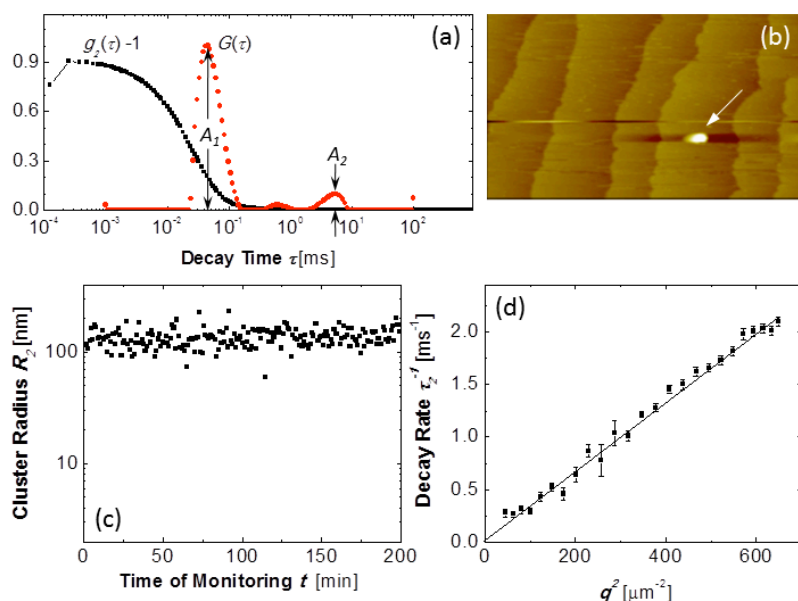 (a)
g₂(τ) -1
G(τ)
A₁
A₂
0.9
0.6
0.3
0.0
10⁻⁴ 10⁻³ 10⁻² 10⁻¹ 10⁰ 10¹ 10²
Decay Time τ [ms]
(b)
Cluster Radius R₂ [nm]
100
10
(c)
0 50 100 150 200
Time of Monitoring t [min]
(d)
Decay Rate τ₂⁻¹ [ms⁻¹]
2.0
1.5
1.0
0.5
0.0
0 200 400 600
q² [μm⁻²]